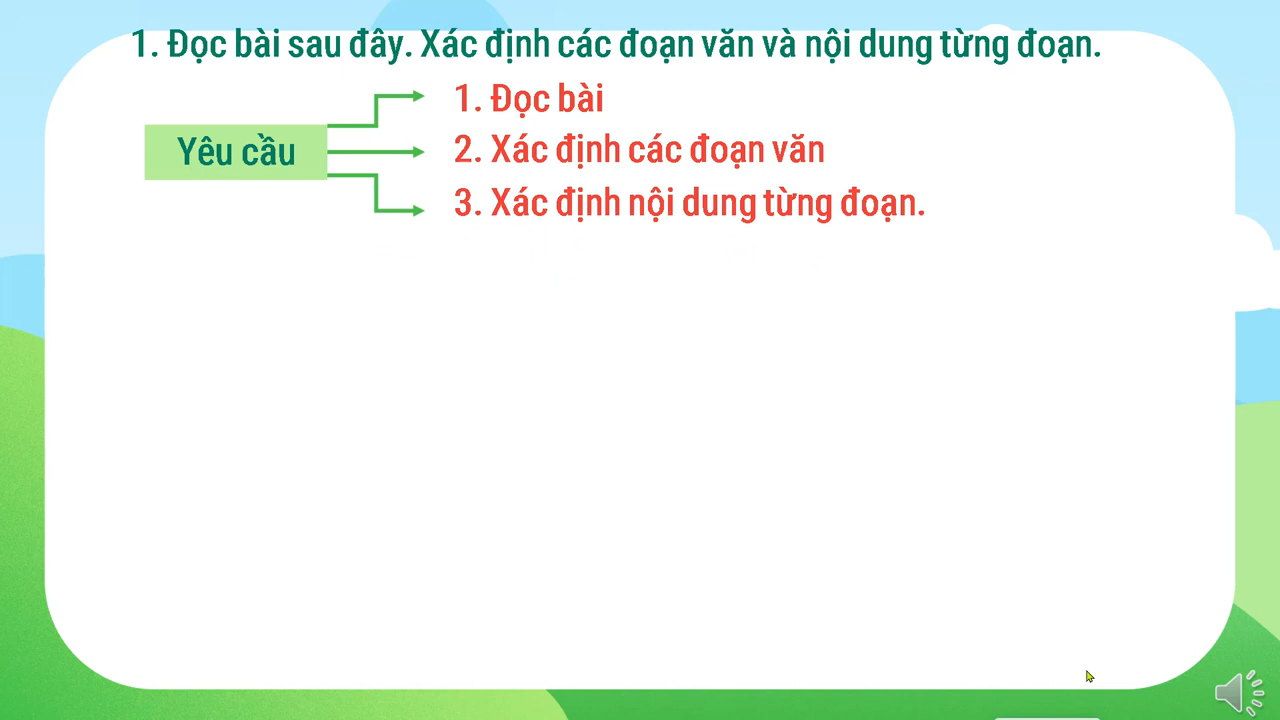 1. Đọc bài sau đây. Xác định các đoạn văn và nội dung từng đoạn.
1. Đọc bài
Yêu cầu
2. Xác định các đoạn văn
3. Xác định nội dung từng đoạn.